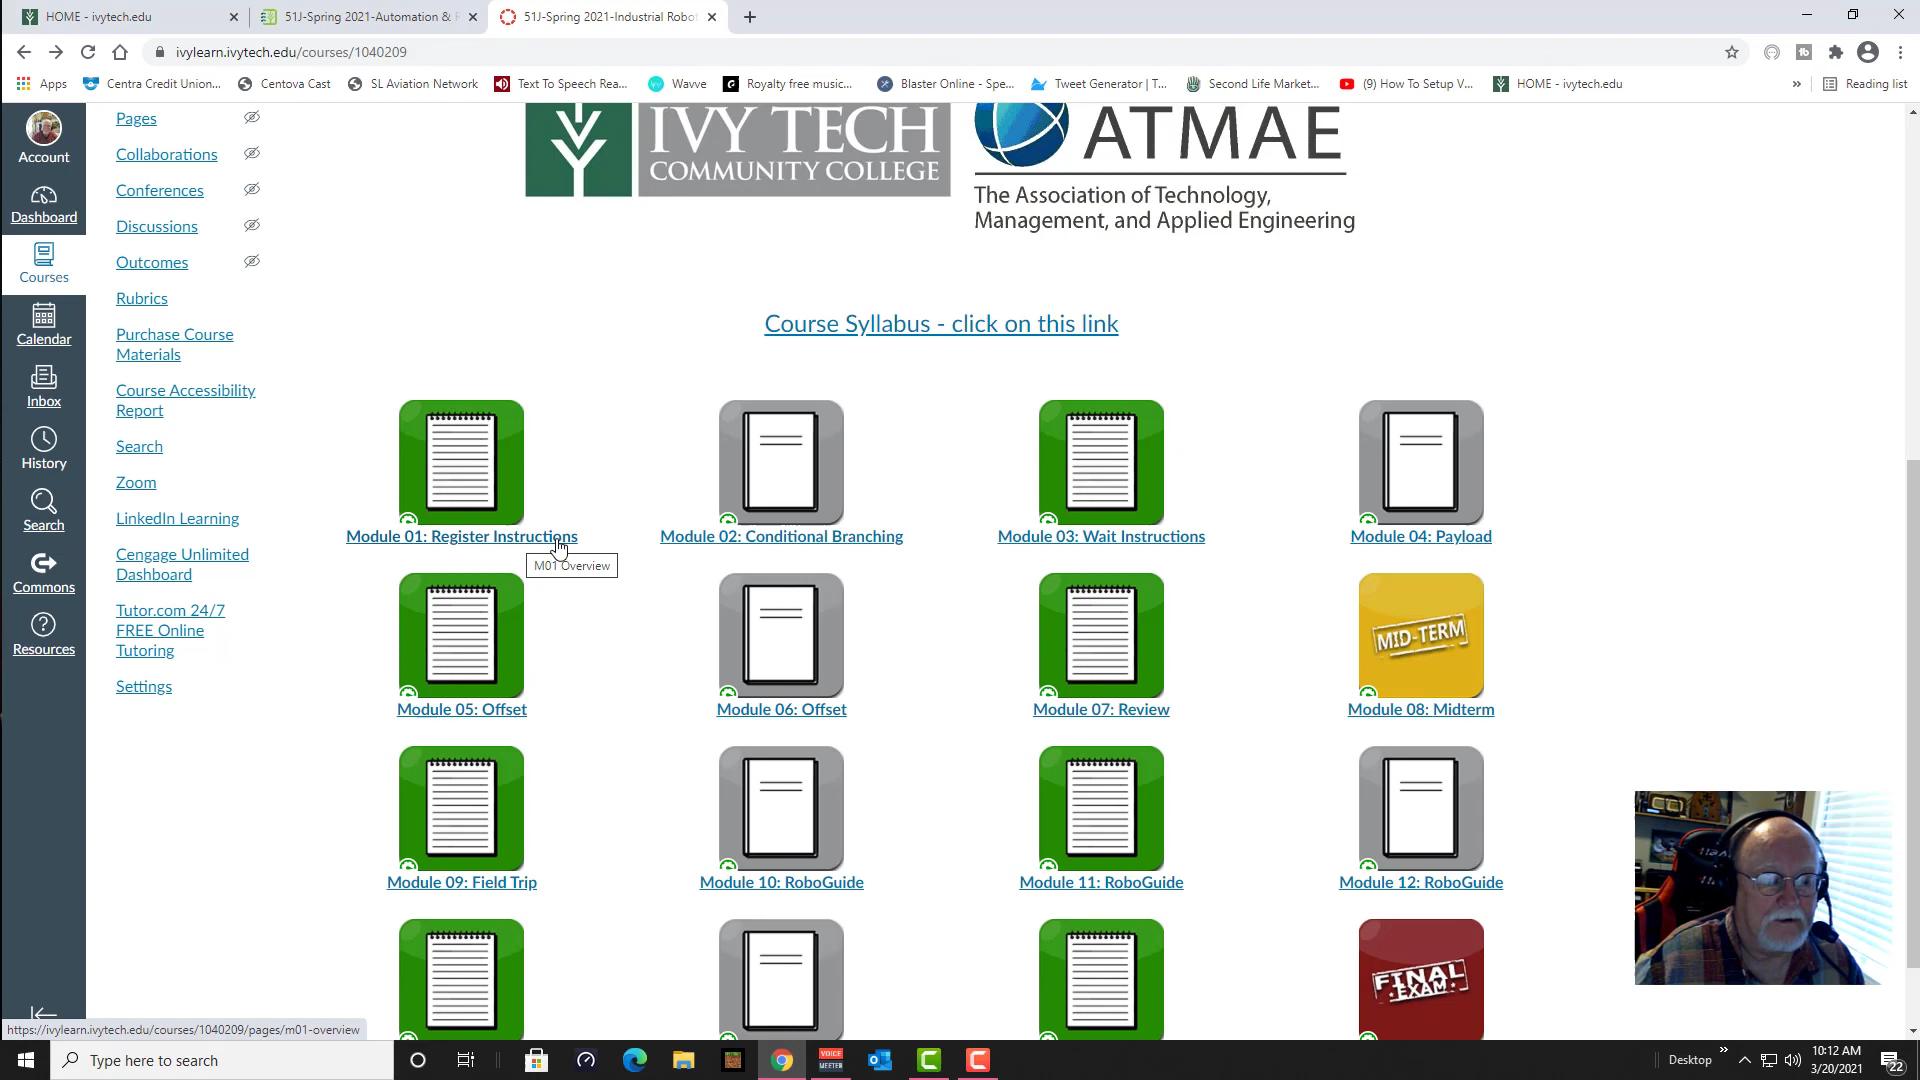 HOME - ivytech.edu
51J-Spring 2021-Automation & R
51J-Spring 2021-Industrial Robot
ivylearn.ivytech.edu/courses/1040209
Apps
Centra Credit Union...
Centova Cast
SL Aviation Network
Text To Speech Rea...
Wavve
Royalty free music...
Blaster Online - Spe...
Tweet Generator | T...
Second Life Market...
(9) How To Setup V...
HOME - ivytech.edu
»
Reading list
Account
Dashboard
Courses
Calendar
Inbox
History
Search
Commons
Resources
Pages
Collaborations
Conferences
Discussions
Outcomes
Rubrics
Purchase Course
Materials
Course Accessibility
Report
Search
Zoom
LinkedIn Learning
Cengage Unlimited
Dashboard
Tutor.com 24/7
FREE Online
Tutoring
Settings
IVY TECH
COMMUNITY COLLEGE
ATMAE
The Association of Technology,
Management, and Applied Engineering
Course Syllabus - click on this link
Module 01: Register Instructions
Module 02: Conditional Branching
Module 03: Wait Instructions
Module 04: Payload
M01 Overview
MID-TERM
Module 05: Offset
Module 06: Offset
Module 07: Review
Module 08: Midterm
Module 09: Field Trip
Module 10: RoboGuide
Module 11: RoboGuide
Module 12: RoboGuide
FINAL
EXAM
https://ivylearn.ivytech.edu/courses/1040209/pages/m01-overview
Type here to search
VOICE
MEETER
Desktop
»
10:12 AM
3/20/2021
22